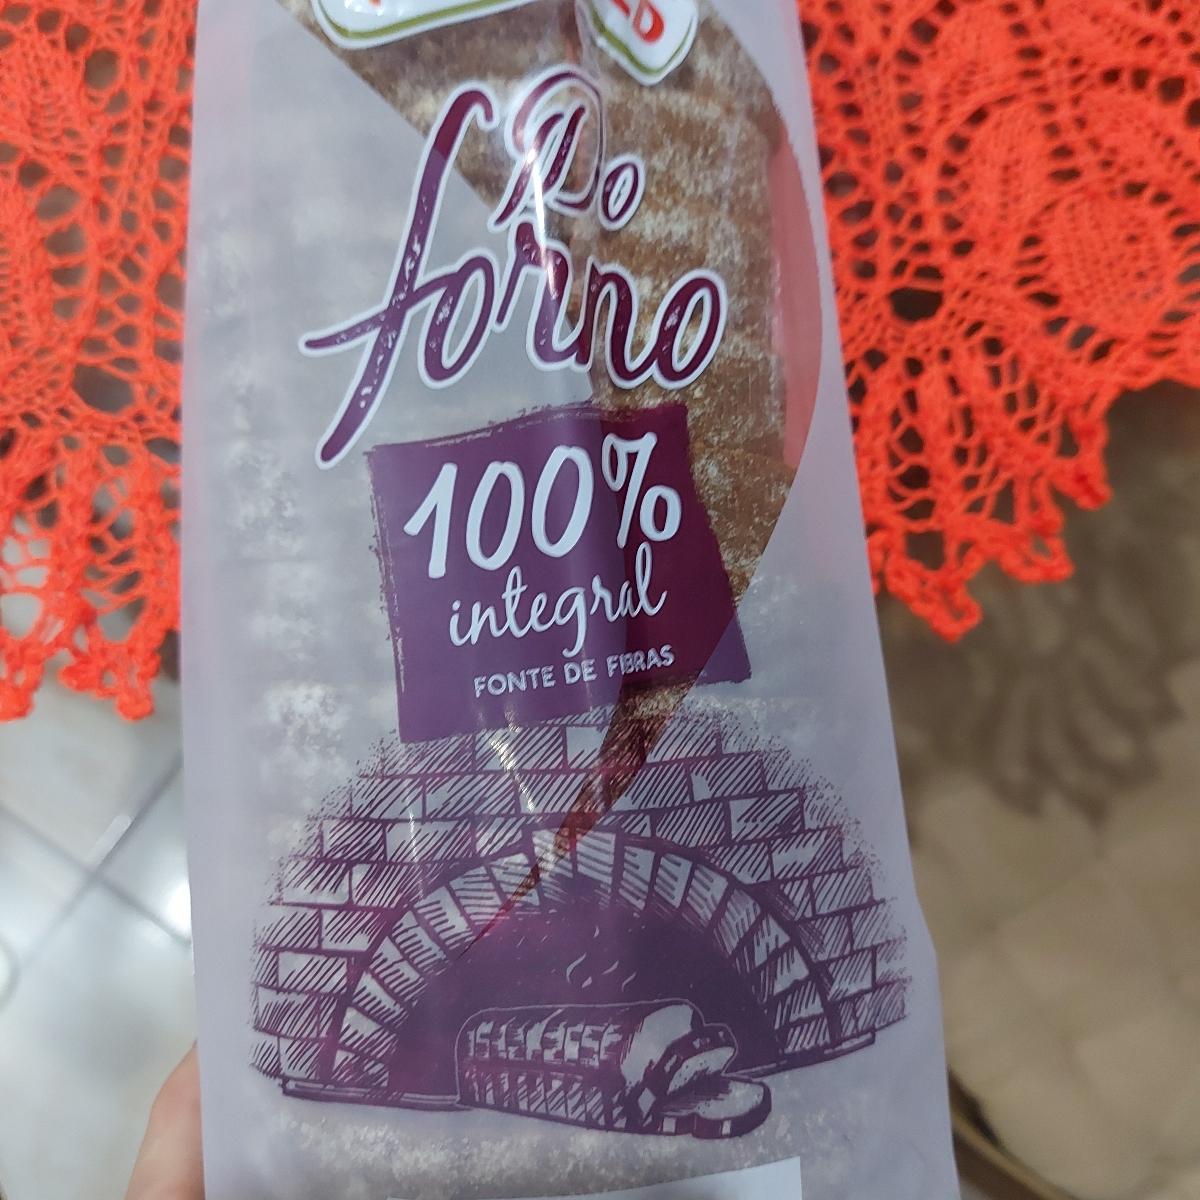 Do
forno
100%
integral
FONTE DE FIBRAS